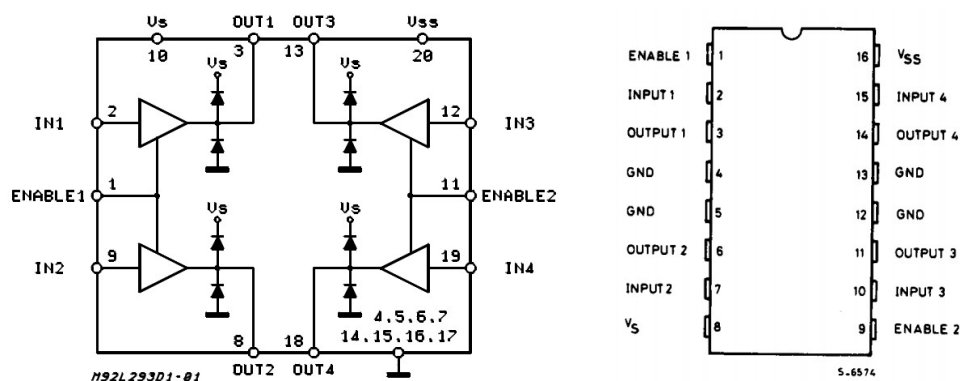 Vs OUT1 OUT3 Vss
10 3 13 20
Vs Vs
IN1 2 12 IN3
ENABLE1 1 11 ENABLE2
Vs Vs
IN2 9 19 IN4
4.5.6.7
8 18 14.15.16.17
M92L293D1-01 OUT2 OUT4
ENABLE 1 1 16 VSS
INPUT 1 2 15 INPUT 4
OUTPUT 1 3 14 OUTPUT 4
GND 4 13 GND
GND 5 12 GND
OUTPUT 2 6 11 OUTPUT 3
INPUT 2 7 10 INPUT 3
VS 8 9 ENABLE 2
S-6574